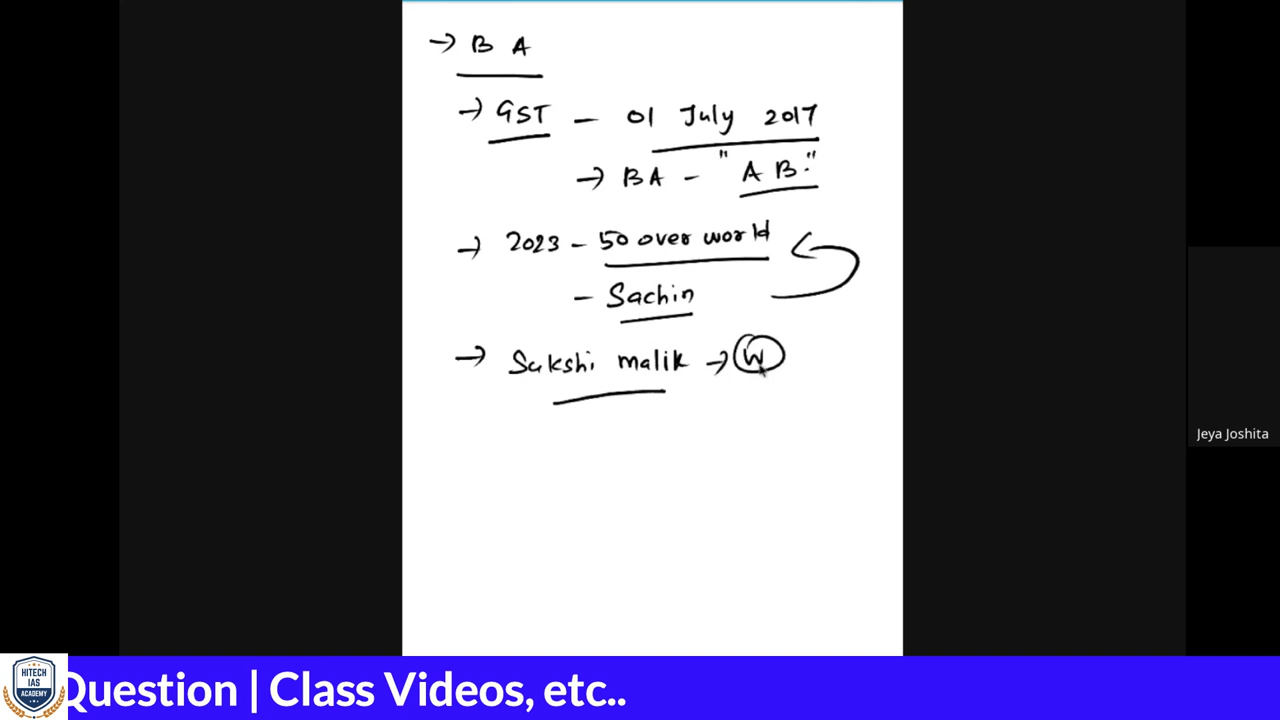 → B A
→ GST - 01 July 2017
→ BA - "A B."
→ 2023 - 50 over world
- Sachin
→ Sakshi malik → W
Jeya Joshita
HITECH
IAS
ACADEMY
Question | Class Videos, etc..